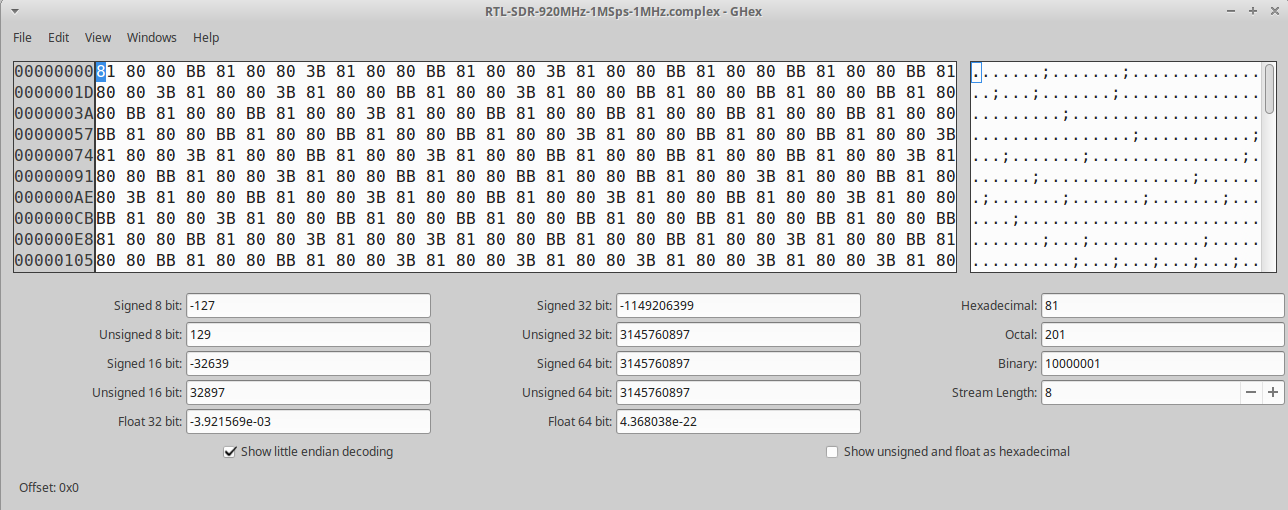 RTL-SDR-920MHz-1MSps-1MHz.complex - GHex
File Edit View Windows Help
00000000 81 80 80 BB 81 80 80 3B 81 80 80 BB 81 80 80 3B 81 80 80 BB 81 80 80 BB 81 80 80 BB 81 .......;.......;.............
0000001D 80 80 3B 81 80 80 3B 81 80 80 BB 81 80 80 3B 81 80 80 BB 81 80 80 BB 81 80 80 BB 81 80 ..;...;.......;..............
0000003A 80 BB 81 80 80 BB 81 80 80 3B 81 80 80 BB 81 80 80 BB 81 80 80 BB 81 80 80 BB 81 80 80 .........;...................
00000057 BB 81 80 80 BB 81 80 80 BB 81 80 80 BB 81 80 80 3B 81 80 80 BB 81 80 80 BB 81 80 80 3B ................;...........;
00000074 81 80 80 3B 81 80 80 BB 81 80 80 3B 81 80 80 BB 81 80 80 BB 81 80 80 BB 81 80 80 3B 81 ...;.......;...............;.
00000091 80 80 BB 81 80 80 3B 81 80 80 BB 81 80 80 BB 81 80 80 BB 81 80 80 3B 81 80 80 BB 81 80 ......;...............;......
000000AE 80 3B 81 80 80 BB 81 80 80 3B 81 80 80 BB 81 80 80 3B 81 80 80 BB 81 80 80 3B 81 80 80 .;.......;.......;.......;...
000000CB BB 81 80 80 3B 81 80 80 BB 81 80 80 BB 81 80 80 BB 81 80 80 BB 81 80 80 BB 81 80 80 BB ....;........................
000000E8 81 80 80 BB 81 80 80 3B 81 80 80 3B 81 80 80 BB 81 80 80 BB 81 80 80 3B 81 80 80 BB 81 .......;...;...........;.....
00000105 80 80 BB 81 80 80 BB 81 80 80 3B 81 80 80 3B 81 80 80 3B 81 80 80 3B 81 80 80 3B 81 80 ..........;...;...;...;...;..
Signed 8 bit: -127 Signed 32 bit: -1149206399 Hexadecimal: 81
Unsigned 8 bit: 129 Unsigned 32 bit: 3145760897 Octal: 201
Signed 16 bit: -32639 Signed 64 bit: 3145760897 Binary: 10000001
Unsigned 16 bit: 32897 Unsigned 64 bit: 3145760897 Stream Length: 8
Float 32 bit: -3.921569e-03 Float 64 bit: 4.368038e-22
Show little endian decoding Show unsigned and float as hexadecimal
Offset: 0x0